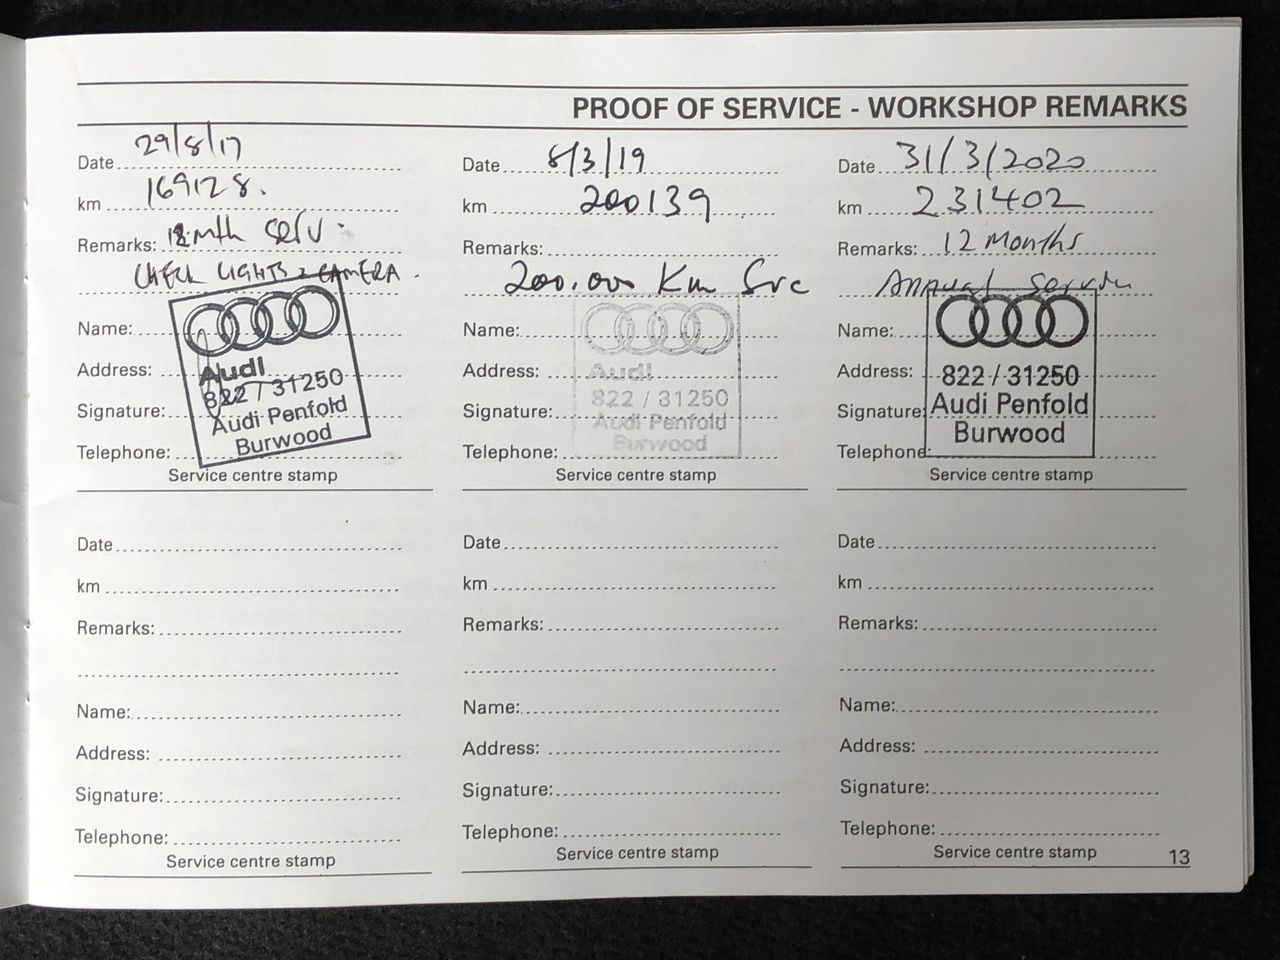 PROOF OF SERVICE - WORKSHOP REMARKS
Date 29/8/17
km 169128.
Remarks: 12 mth serv.
CHECK LIGHTS & CAMERA.
Name:
Address:
Signature:
Telephone:
Audi
822 / 31250
Audi Penfold
Burwood
Service centre stamp
Date 8/3/19
km 200139
Remarks:
200.000 Km Svc
Name:
Address:
Signature:
Telephone:
Audi
822 / 31250
Audi Penfold
Burwood
Service centre stamp
Date 31/3/2020
km 231402
Remarks: 12 Months
Annual Service
Name:
Address:
Signature:
Telephone:
822 / 31250
Audi Penfold
Burwood
Service centre stamp
Date
km
Remarks:
Name:
Address:
Signature:
Telephone:
Service centre stamp
Date
km
Remarks:
Name:
Address:
Signature:
Telephone:
Service centre stamp
Date
km
Remarks:
Name:
Address:
Signature:
Telephone:
Service centre stamp
13